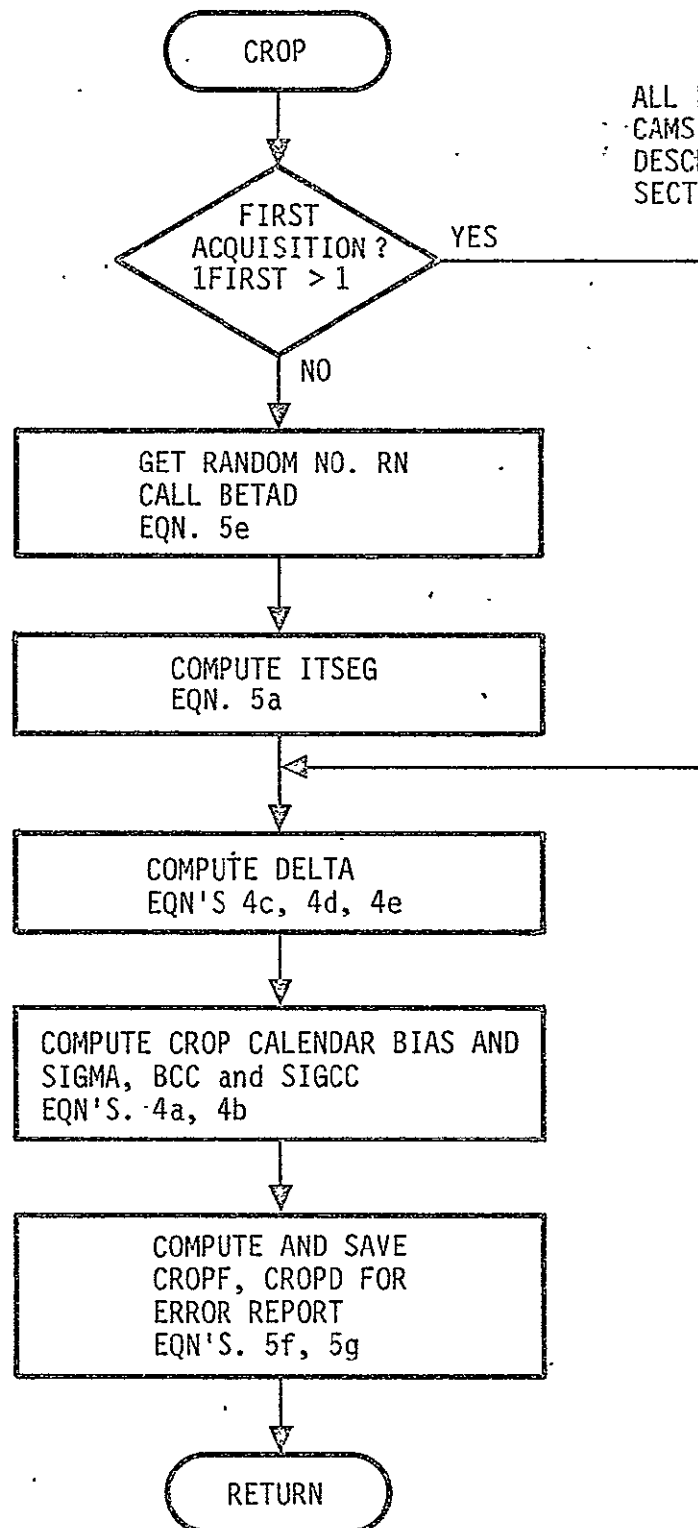 CROP
ALL
CAMS
SECT
FIRST
ACQUISITION?
1FIRST > 1
YES
NO
GET RANDOM NO. RN
CALL BETAD
EQN. 5e
COMPUTE ITSEG
EQN. 5a
COMPUTE DELTA
EQN'S 4c, 4d, 4e
COMPUTE CROP CALENDAR BIAS AND
SIGMA, BCC and SIGCC
EQN'S. 4a, 4b
COMPUTE AND SAVE
CROPF, CROPD FOR
ERROR REPORT
EQN'S. 5f, 5g
RETURN